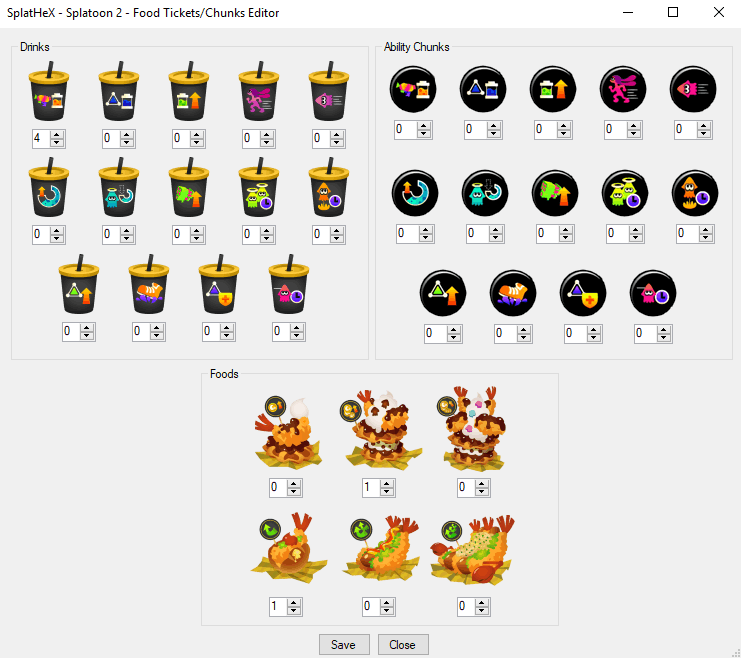 SplatHeX - Splatoon 2 - Food Tickets/Chunks Editor
Drinks
4 0 0 0 0
0 0 0 0 0
0 0 0 0
Ability Chunks
3
0 0 0 0 0
0 0 0 0 0
0 0 0 0
Foods
0 1 0
1 0 0
Save Close